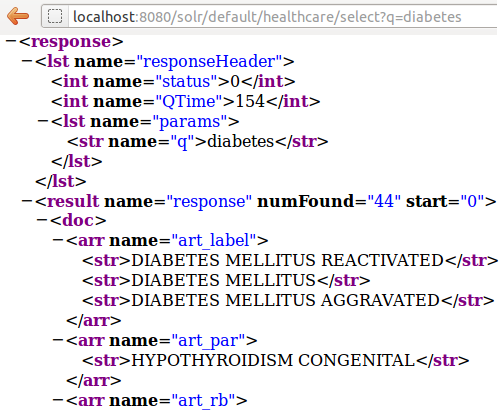 localhost:8080/solr/default/healthcare/select?q=diabetes
−<response>
−<lst name="responseHeader">
<int name="status">0</int>
<int name="QTime">154</int>
−<lst name="params">
<str name="q">diabetes</str>
</lst>
</lst>
−<result name="response" numFound="44" start="0">
−<doc>
−<arr name="art_label">
<str>DIABETES MELLITUS REACTIVATED</str>
<str>DIABETES MELLITUS</str>
<str>DIABETES MELLITUS AGGRAVATED</str>
</arr>
−<arr name="art_par">
<str>HYPOTHYROIDISM CONGENITAL</str>
</arr>
−<arr name="art_rb">